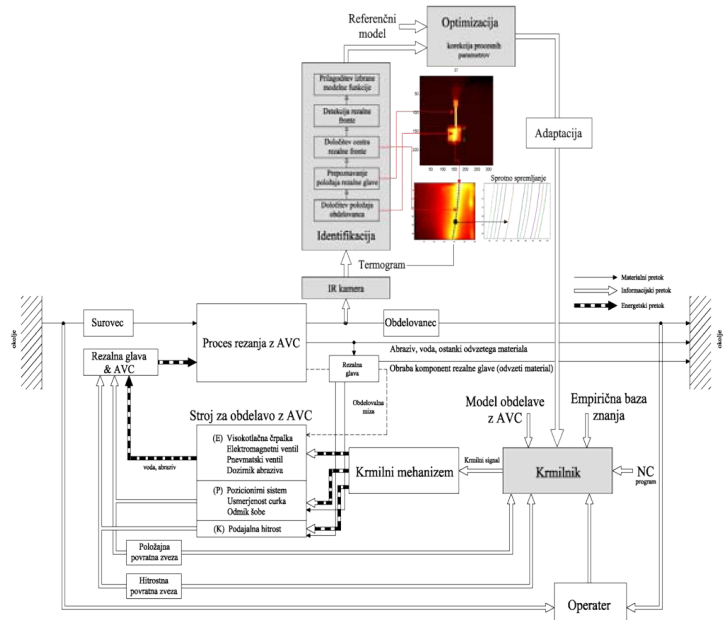 Referenčni
model
Optimizacija
korekcija procesnih
parametrov
Prilagoditev izbrane
modelne funkcije
Detekcija rezalne
fronte
Določitev centra
rezalne fronte
Prepoznavanje
položaja rezalne glave
Določitev položaja
obdelovanca
Identifikacija
Adaptacija
Sprotno spremljanje
Termogram
IR kamera
Materialni pretok
Informacijski pretok
Energetski pretok
okolje
Surovec
Proces rezanja z AVC
Obdelovanec
okolje
Rezalna glava
& AVC
Rezalna
glava
Abraziv, voda, ostanki odvzetega materiala
Obraba komponent rezalne glave (odvzeti material)
Obdelovalna
miza
Stroj za obdelavo z AVC
voda, abraziv
(E) Visokotlačna črpalka
Elektromagnetni ventil
Pnevmatski ventil
Dozirnik abraziva
(P) Pozicionirni sistem
Usmerjenost curka
Odmik šobe
(K) Podajalna hitrost
Krmilni mehanizem
Krmilni signal
Model obdelave
z AVC
Empirična baza
znanja
Krmilnik
NC
program
Položajna
povratna zveza
Hitrostna
povratna zveza
Operater